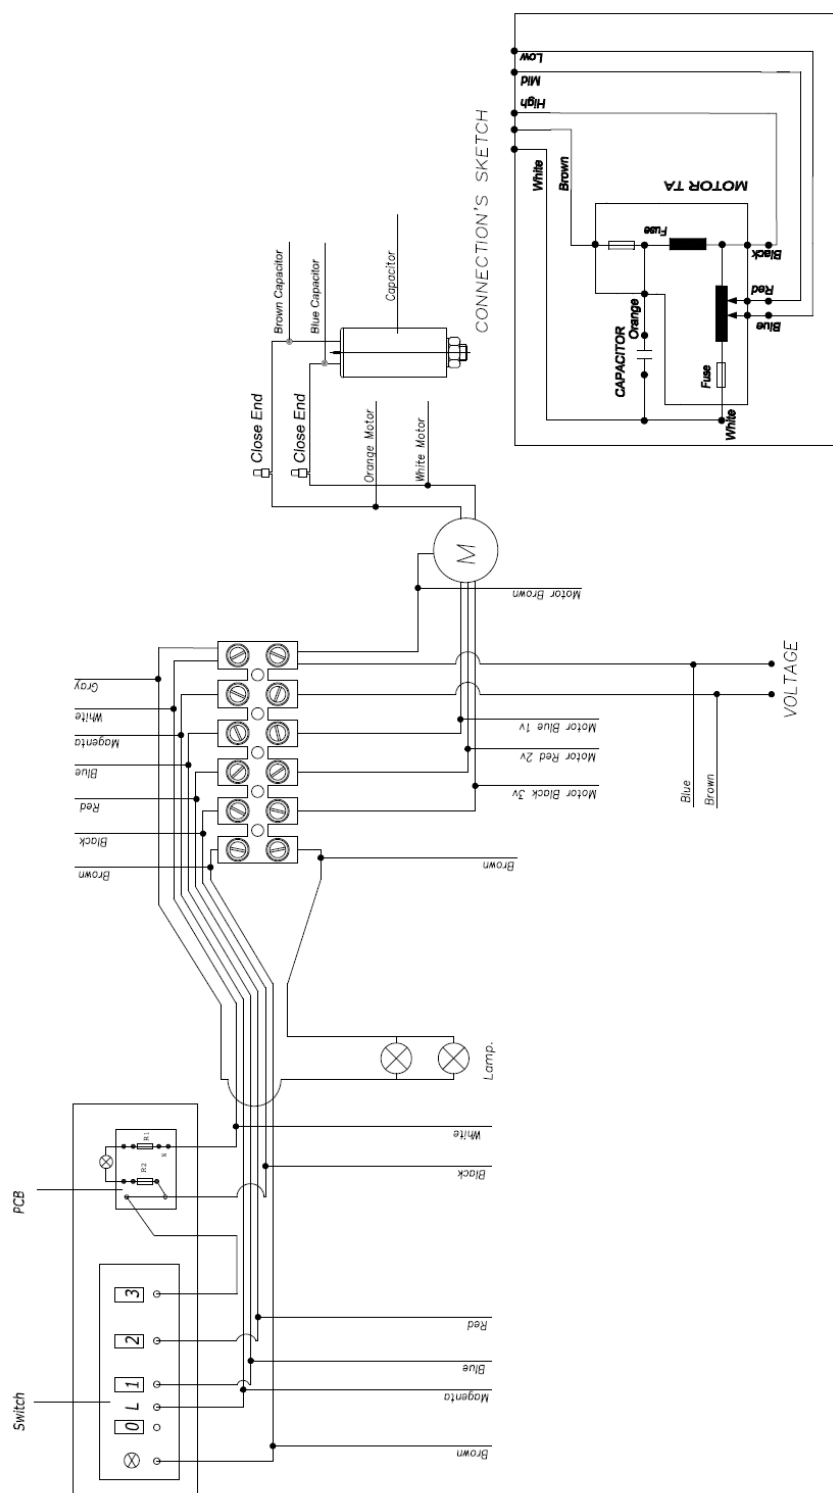 Low
Mid
High
White
Brown
MOTOR TA
Fuse
Black
Red
Blue
Orange
CAPACITOR
Fuse
White
CONNECTION'S SKETCH
Brown Capacitor
Blue Capacitor
Capacitor
Close End
Close End
Orange Motor
White Motor
M
Motor Brown
Gray
White
Magenta
Blue
Red
Black
Brown
Motor Blue 1v
Motor Red 2v
Motor Black 3v
Brown
VOLTAGE
Blue
Brown
Lamp.
PCB
R1
R2
N
White
Black
Switch
3
2
1
L
0
Red
Blue
Magenta
Brown